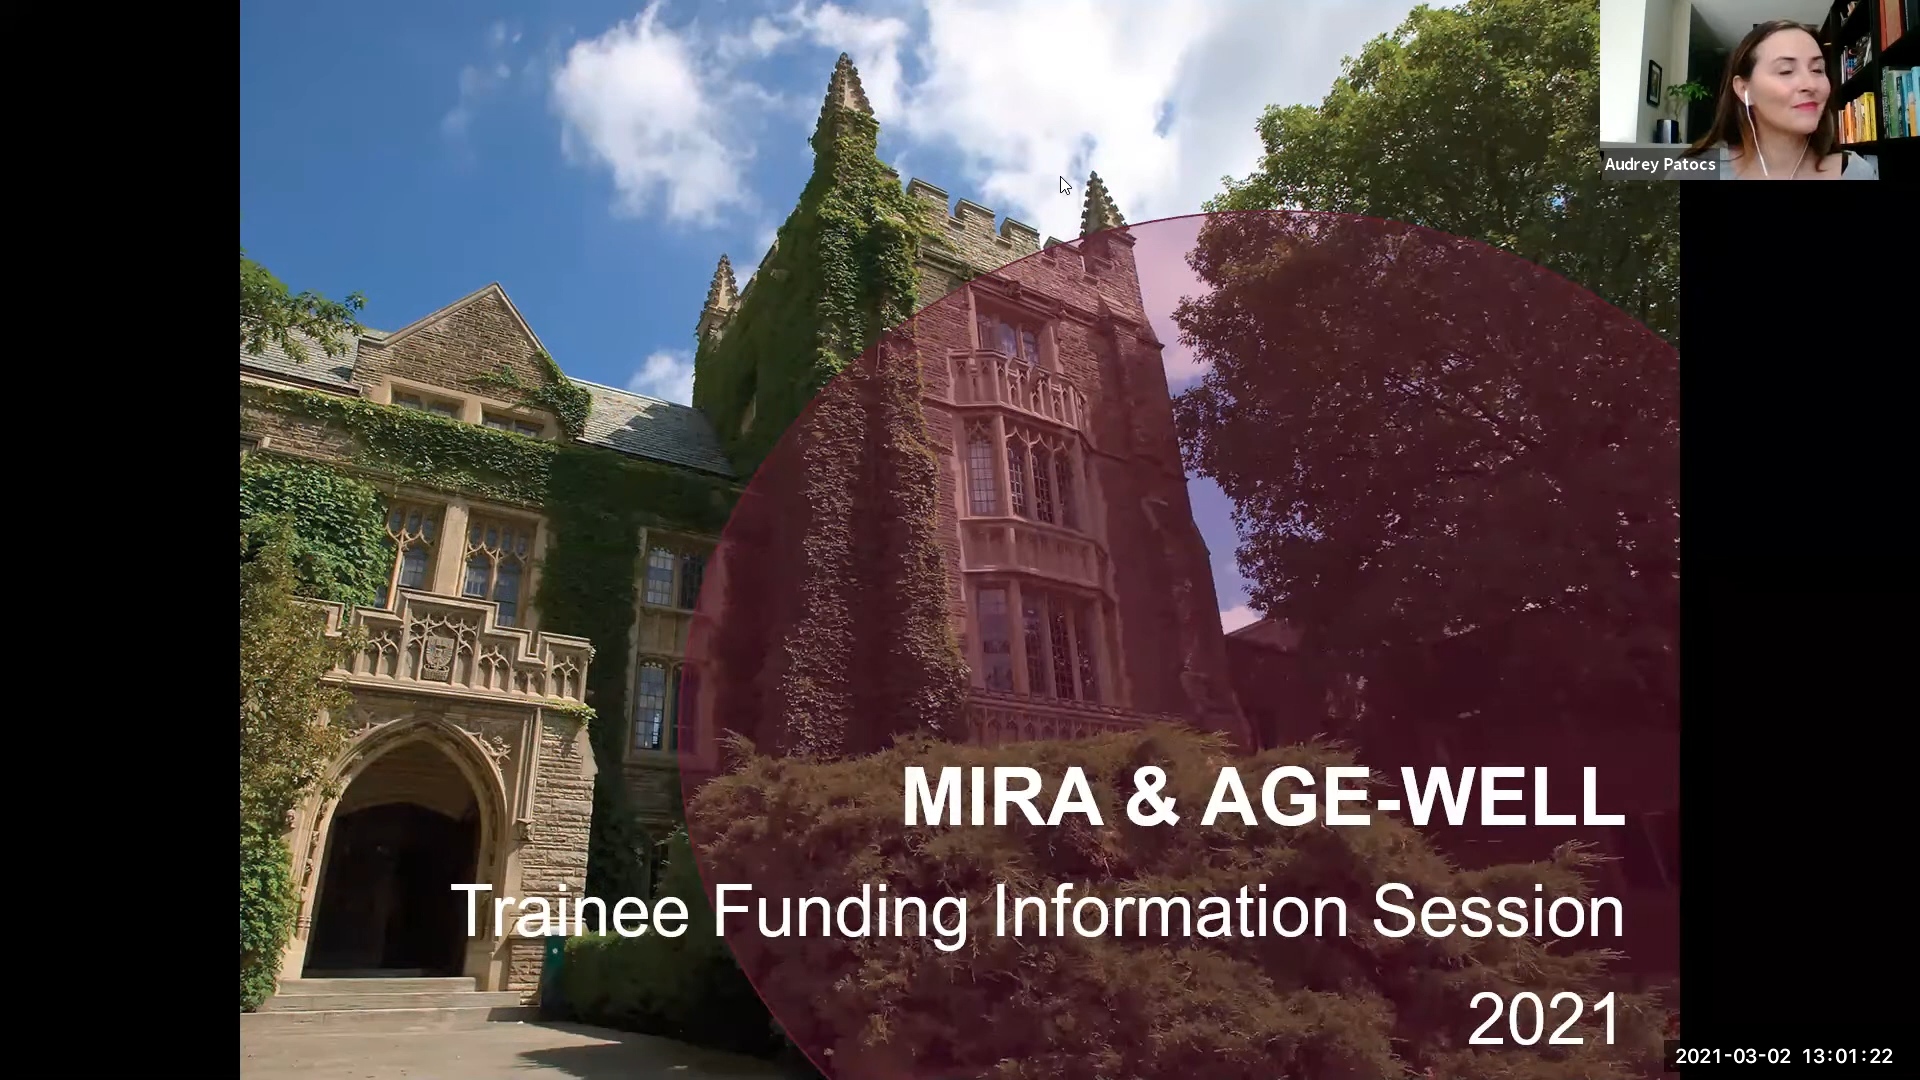 Audrey Patocs
MIRA & AGE-WELL
Trainee Funding Information Session
2021
2021-03-02 13:01:22